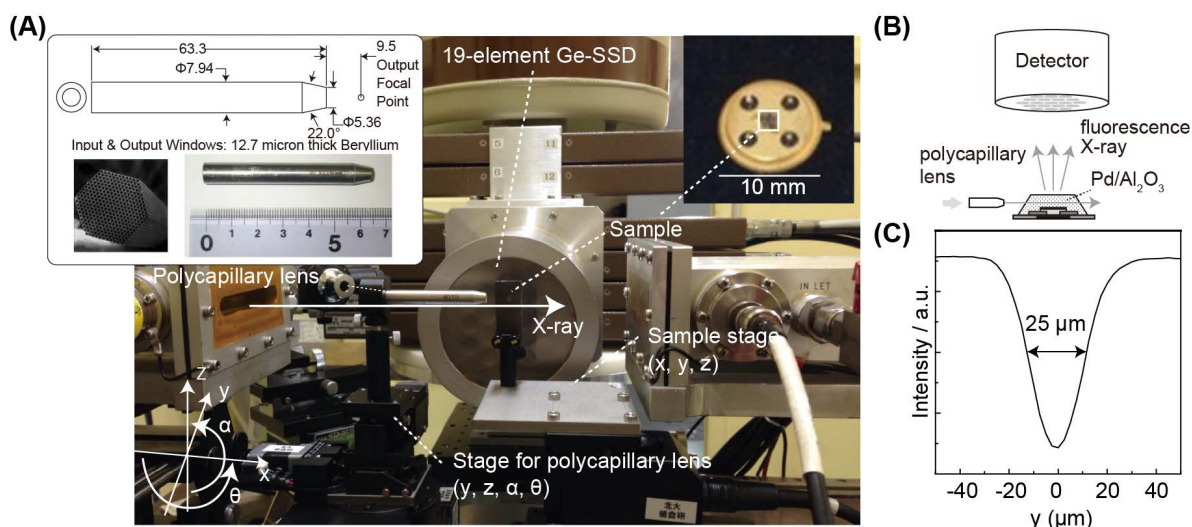 (A)
63.3
9.5
Output
Focal
Point
Φ7.94
Φ5.36
22.0°
Input & Output Windows: 12.7 micron thick Beryllium
0 1 2 3 4 5 6 7
19-element Ge-SSD
5
11
12
10 mm
Sample
Polycapillary lens
X-ray
IN LET
Sample stage
(x, y, z)
z
y
α
x
θ
Stage for polycapillary lens
(y, z, α, θ)
(B)
Detector
fluorescence
X-ray
polycapillary
lens
Pd/Al₂O₃
(C)
Intensity / a.u.
25 μm
-40 -20 0 20 40
y (μm)